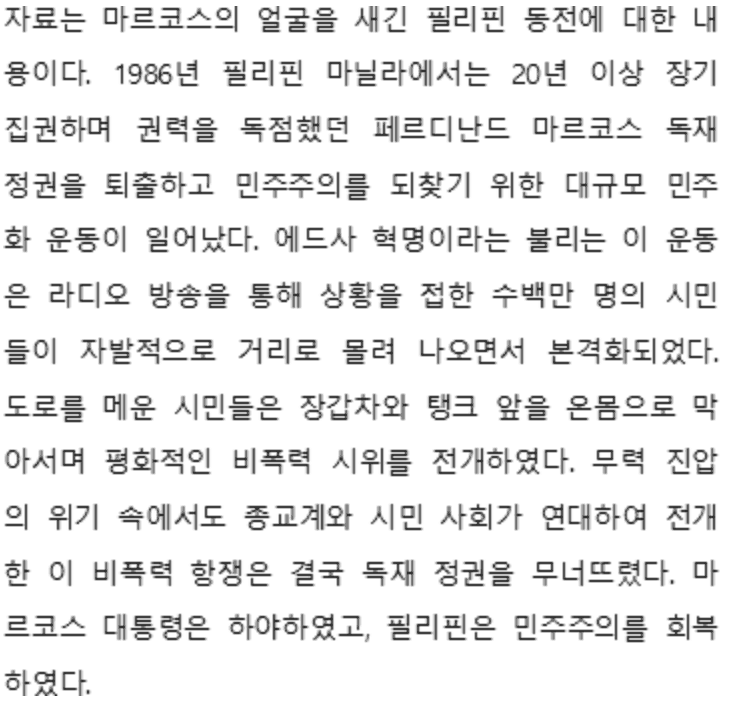 자료는 마르코스의 얼굴을 새긴 필리핀 동전에 대한 내
용이다. 1986년 필리핀 마닐라에서는 20년 이상 장기
집권하며 권력을 독점했던 페르디난드 마르코스 독재
정권을 퇴출하고 민주주의를 되찾기 위한 대규모 민주
화 운동이 일어났다. 에드사 혁명이라는 불리는 이 운동
은 라디오 방송을 통해 상황을 접한 수백만 명의 시민
들이 자발적으로 거리로 몰려 나오면서 본격화되었다.
도로를 메운 시민들은 장갑차와 탱크 앞을 온몸으로 막
아서며 평화적인 비폭력 시위를 전개하였다. 무력 진압
의 위기 속에서도 종교계와 시민 사회가 연대하여 전개
한 이 비폭력 항쟁은 결국 독재 정권을 무너뜨렸다. 마
르코스 대통령은 하야하였고, 필리핀은 민주주의를 회복
하였다.